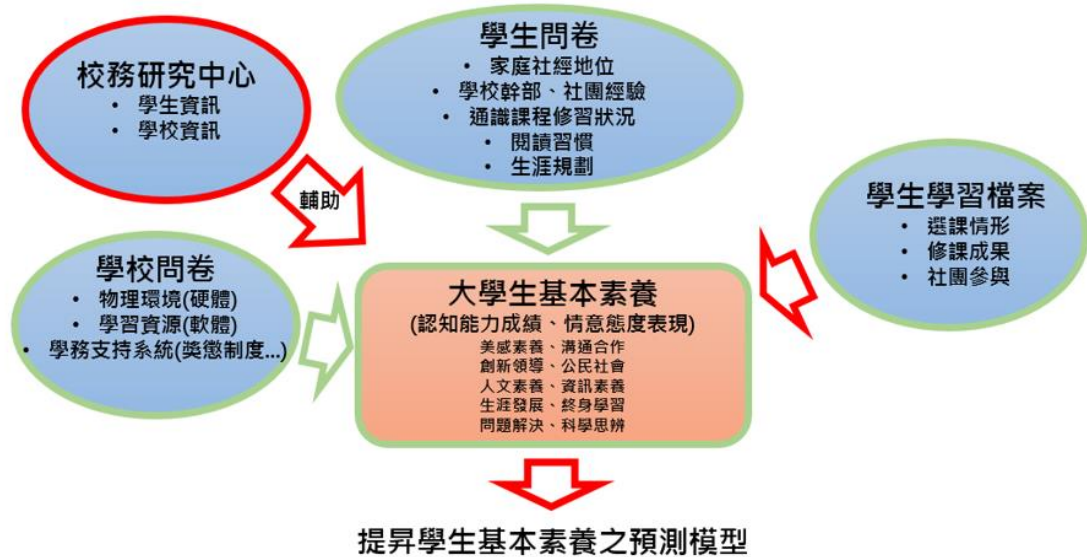 校務研究中心
• 學生資訊
• 學校資訊
學生問卷
• 家庭社經地位
• 學校幹部、社團經驗
• 通識課程修習狀況
• 閱讀習慣
• 生涯規劃
輔助
學生學習檔案
• 選課情形
• 修課成果
• 社團參與
學校問卷
• 物理環境(硬體)
• 學習資源(軟體)
• 學務支持系統(獎懲制度...)
大學生基本素養
(認知能力成績、情意態度表現)
美感素養、溝通合作
創新領導、公民社會
人文素養、資訊素養
生涯發展、終身學習
問題解決、科學思辨
提昇學生基本素養之預測模型